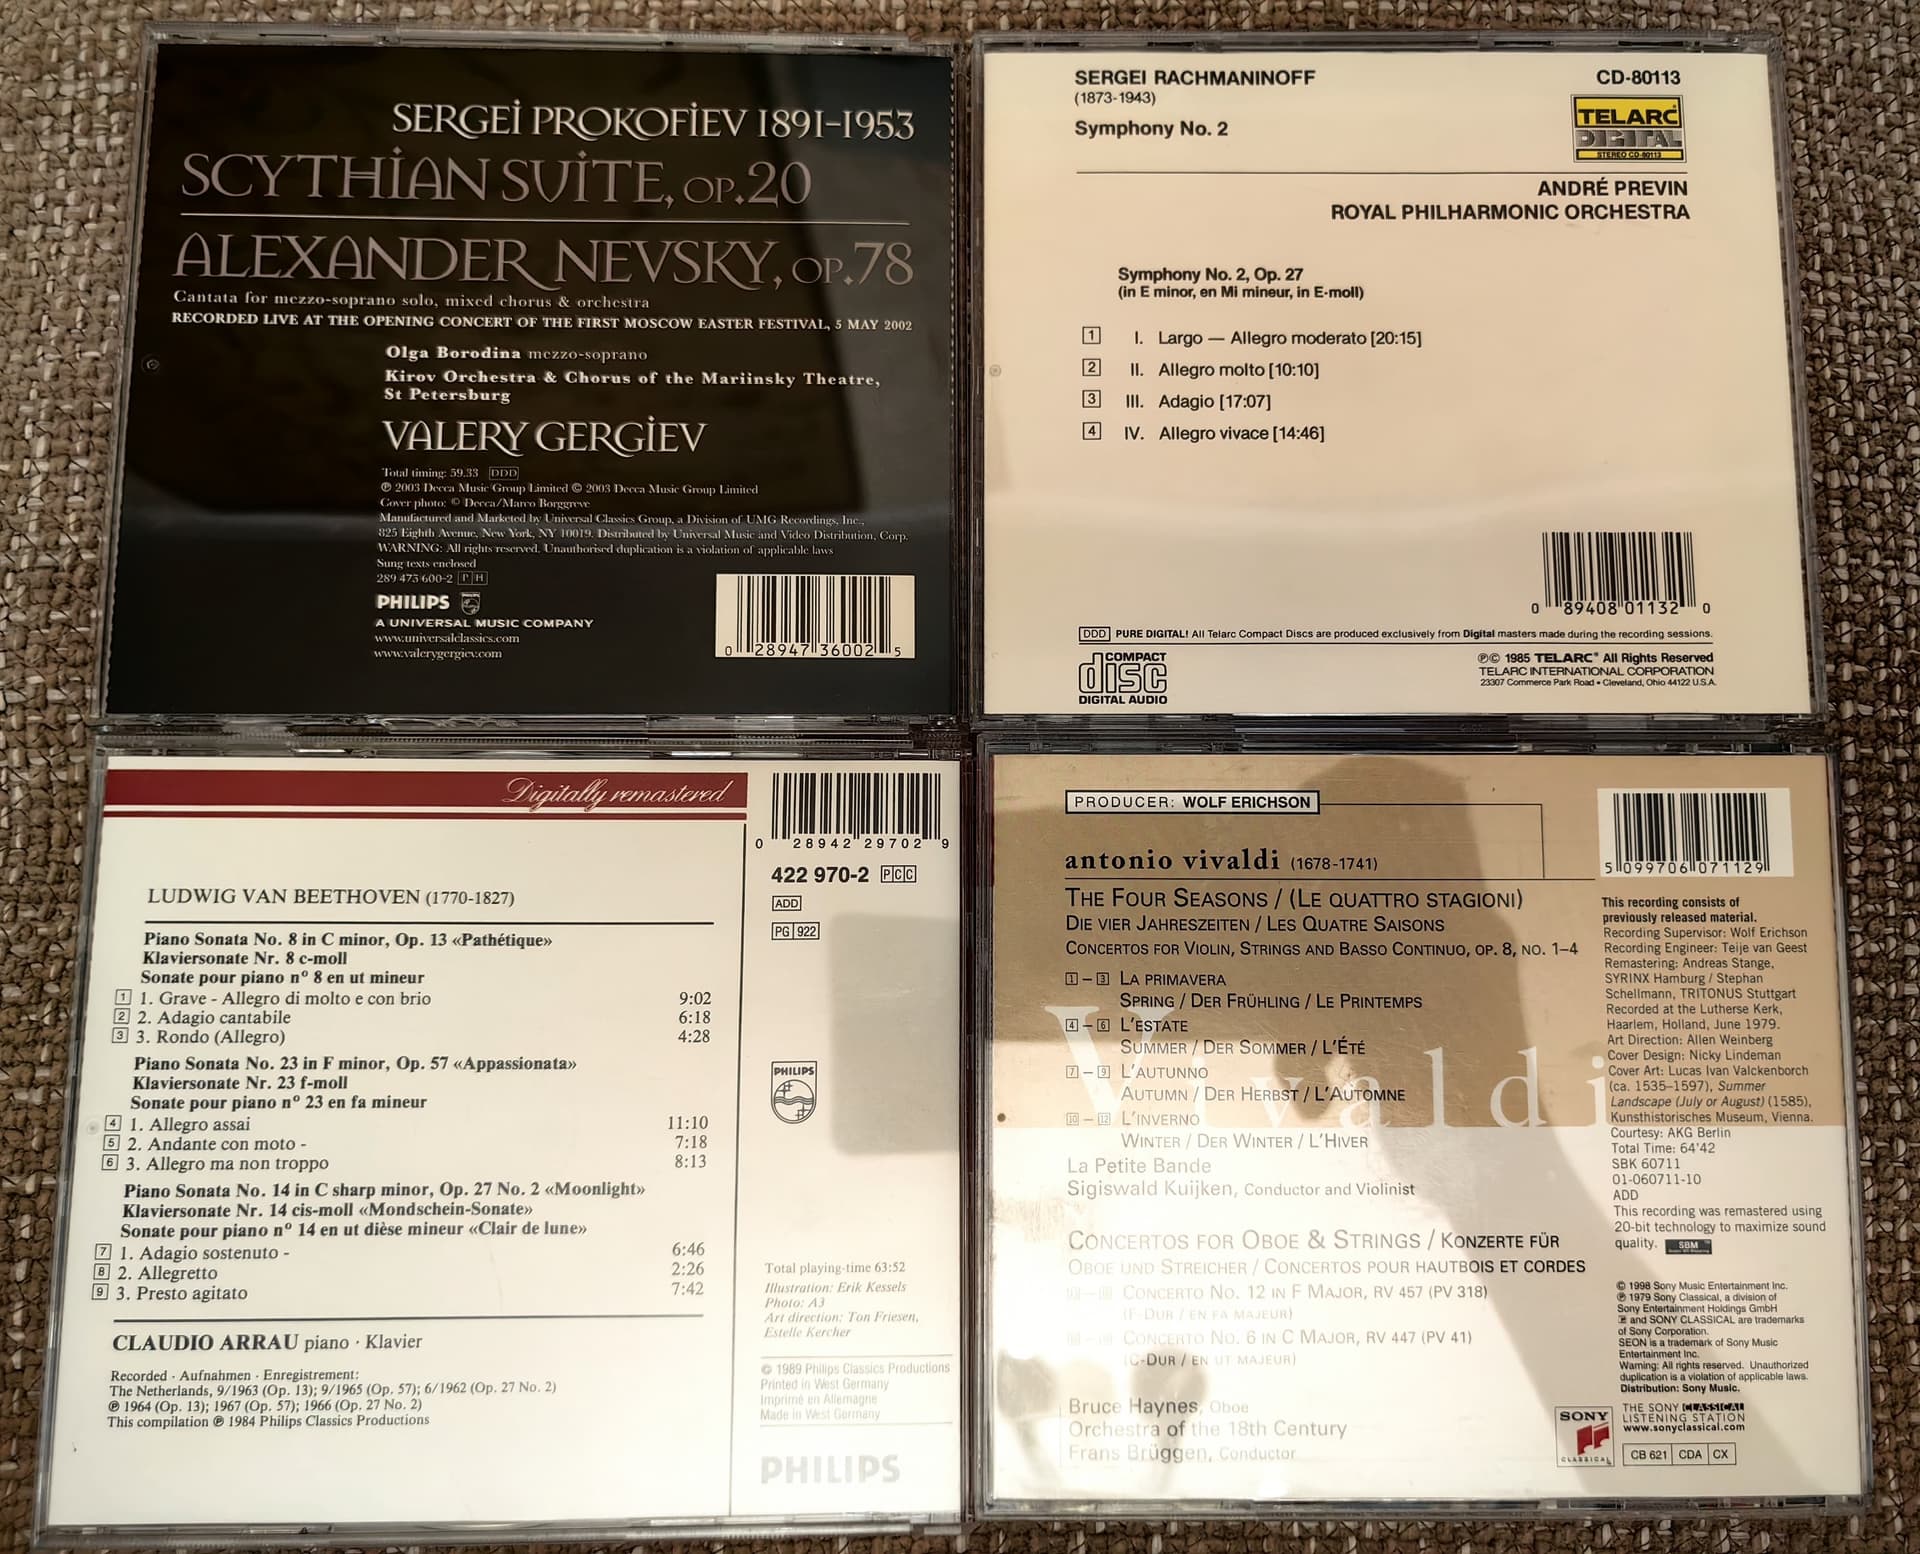 SERGEI PROKOFIEV 1891–1953
SCYTHIAN SUITE, OP.20
ALEXANDER NEVSKY, OP.78
Cantata for mezzo-soprano solo, mixed chorus & orchestra
RECORDED LIVE AT THE OPENING CONCERT OF THE FIRST MOSCOW EASTER FESTIVAL, 5 MAY 2002
Olga Borodina mezzo-soprano
Kirov Orchestra & Chorus of the Mariinsky Theatre,
St Petersburg
VALERY GERGIEV
Total timing: 59.33 DDD
℗ 2003 Decca Music Group Limited © 2003 Decca Music Group Limited
Cover photo: © Decca/Marco Borggreve
Manufactured and Marketed by Universal Classics Group, a Division of UMG Recordings, Inc.,
825 Eighth Avenue, New York, NY 10019. Distributed by Universal Music and Video Distribution, Corp.
WARNING: All rights reserved. Unauthorised duplication is a violation of applicable laws
Sung texts enclosed
289 473 600-2 P H
PHILIPS
A UNIVERSAL MUSIC COMPANY
www.universalclassics.com
www.valerygergiev.com
0 28947 36002 5
SERGEI RACHMANINOFF
(1873-1943)
Symphony No. 2
CD-80113
TELARC
DIGITAL
STEREO CD-80113
ANDRÉ PREVIN
ROYAL PHILHARMONIC ORCHESTRA
Symphony No. 2, Op. 27
(in E minor, en Mi mineur, in E-moll)
1 I. Largo — Allegro moderato [20:15]
2 II. Allegro molto [10:10]
3 III. Adagio [17:07]
4 IV. Allegro vivace [14:46]
0 89408 01132 0
DDD PURE DIGITAL! All Telarc Compact Discs are produced exclusively from Digital masters made during the recording sessions.
COMPACT
disc
DIGITAL AUDIO
℗© 1985 TELARC® All Rights Reserved
TELARC INTERNATIONAL CORPORATION
23307 Commerce Park Road • Cleveland, Ohio 44122 U.S.A.
Digitally remastered
LUDWIG VAN BEETHOVEN (1770-1827)
Piano Sonata No. 8 in C minor, Op. 13 «Pathétique»
Klaviersonate Nr. 8 c-moll
Sonate pour piano nº 8 en ut mineur
1 1. Grave - Allegro di molto e con brio 9:02
2 2. Adagio cantabile 6:18
3 3. Rondo (Allegro) 4:28
Piano Sonata No. 23 in F minor, Op. 57 «Appassionata»
Klaviersonate Nr. 23 f-moll
Sonate pour piano nº 23 en fa mineur
4 1. Allegro assai 11:10
5 2. Andante con moto - 7:18
6 3. Allegro ma non troppo 8:13
Piano Sonata No. 14 in C sharp minor, Op. 27 No. 2 «Moonlight»
Klaviersonate Nr. 14 cis-moll «Mondschein-Sonate»
Sonate pour piano nº 14 en ut dièse mineur «Clair de lune»
7 1. Adagio sostenuto - 6:46
8 2. Allegretto 2:26
9 3. Presto agitato 7:42
CLAUDIO ARRAU piano · Klavier
Recorded · Aufnahmen · Enregistrement:
The Netherlands, 9/1963 (Op. 13); 9/1965 (Op. 57); 6/1962 (Op. 27 No. 2)
℗ 1964 (Op. 13); 1967 (Op. 57); 1966 (Op. 27 No. 2)
This compilation ℗ 1984 Philips Classics Productions
0 28942 29702 9
422 970-2 PCC
ADD
PG 922
PHILIPS
Total playing-time 63:52
Illustration: Erik Kessels
Photo: A3
Art direction: Ton Friesen,
Estelle Kercher
© 1989 Philips Classics Productions
Printed in West Germany
Imprimé en Allemagne
Made in West Germany
PHILIPS
PRODUCER: WOLF ERICHSON
antonio vivaldi (1678-1741)
THE FOUR SEASONS / (LE QUATTRO STAGIONI)
DIE VIER JAHRESZEITEN / LES QUATRE SAISONS
CONCERTOS FOR VIOLIN, STRINGS AND BASSO CONTINUO, OP. 8, NO. 1–4
1 – 3 LA PRIMAVERA
SPRING / DER FRÜHLING / LE PRINTEMPS
4 – 6 L'ESTATE
SUMMER / DER SOMMER / L'ÉTÉ
7 – 9 L'AUTUNNO
AUTUMN / DER HERBST / L'AUTOMNE
10 – 12 L'INVERNO
WINTER / DER WINTER / L'HIVER
Vivaldi
La Petite Bande
Sigiswald Kuijken, Conductor and Violinist
CONCERTOS FOR OBOE & STRINGS / KONZERTE FÜR
OBOE UND STREICHER / CONCERTOS POUR HAUTBOIS ET CORDES
CONCERTO NO. 12 IN F MAJOR, RV 457 (PV 318)
(F-DUR / EN FA MAJEUR)
CONCERTO NO. 6 IN C MAJOR, RV 447 (PV 41)
(C-DUR / EN UT MAJEUR)
Bruce Haynes, Oboe
Orchestra of the 18th Century
Frans Brüggen, Conductor
5 099706 071129
This recording consists of
previously released material.
Recording Supervisor: Wolf Erichson
Recording Engineer: Teije van Geest
Remastering: Andreas Stange,
SYRINX Hamburg / Stephan
Schellmann, TRITONUS Stuttgart
Recorded at the Lutherse Kerk,
Haarlem, Holland, June 1979.
Art Direction: Allen Weinberg
Cover Design: Nicky Lindeman
Cover Art: Lucas Ivan Valckenborch
(ca. 1535–1597), Summer
Landscape (July or August) (1585),
Kunsthistorisches Museum, Vienna.
Courtesy: AKG Berlin
Total Time: 64'42
SBK 60711
01-060711-10
ADD
This recording was remastered using
20-bit technology to maximize sound
quality. SBM
© 1998 Sony Music Entertainment Inc.
℗ 1979 Sony Classical, a division of
Sony Entertainment Holdings GmbH
and SONY CLASSICAL are trademarks
of Sony Corporation.
SEON is a trademark of Sony Music
Entertainment Inc.
Warning: All rights reserved. Unauthorized
duplication is a violation of applicable laws.
Distribution: Sony Music.
SONY
CLASSICAL
THE SONY CLASSICAL
LISTENING STATION
www.sonyclassical.com
CB 621 CDA CX